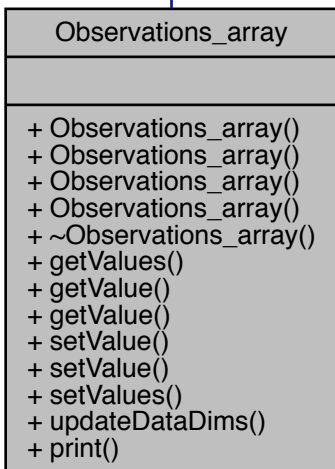 Observations_array
+ Observations_array()
+ Observations_array()
+ Observations_array()
+ Observations_array()
+ ~Observations_array()
+ getValues()
+ getValue()
+ getValue()
+ setValue()
+ setValue()
+ setValues()
+ updateDataDims()
+ print()